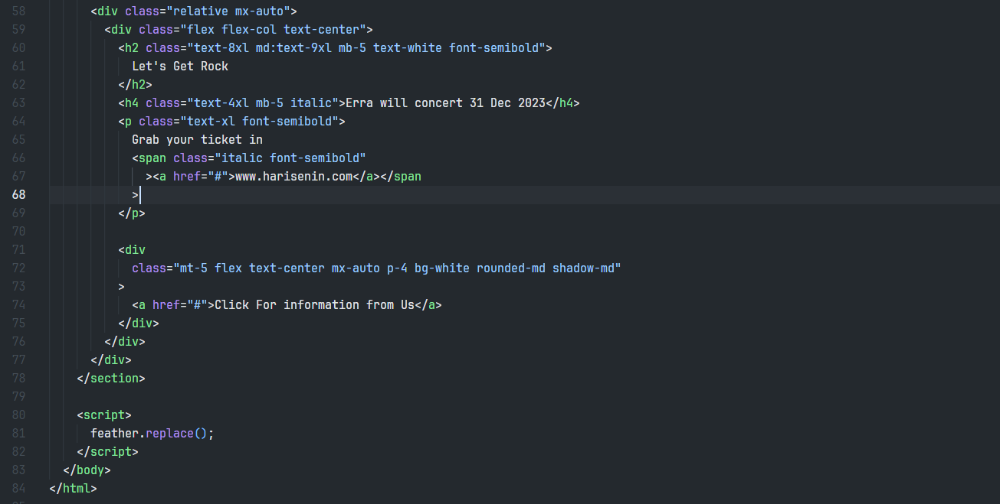 58 <div class="relative mx-auto">
59 <div class="flex flex-col text-center">
60 <h2 class="text-8xl md:text-9xl mb-5 text-white font-semibold">
61 Let's Get Rock
62 </h2>
63 <h4 class="text-4xl mb-5 italic">Erra will concert 31 Dec 2023</h4>
64 <p class="text-xl font-semibold">
65 Grab your ticket in
66 <span class="italic font-semibold"
67 ><a href="#">www.harisenin.com</a></span
68 >
69 </p>
70
71 <div
72 class="mt-5 flex text-center mx-auto p-4 bg-white rounded-md shadow-md"
73 >
74 <a href="#">Click For information from Us</a>
75 </div>
76 </div>
77 </div>
78 </section>
79
80 <script>
81 feather.replace();
82 </script>
83 </body>
84 </html>